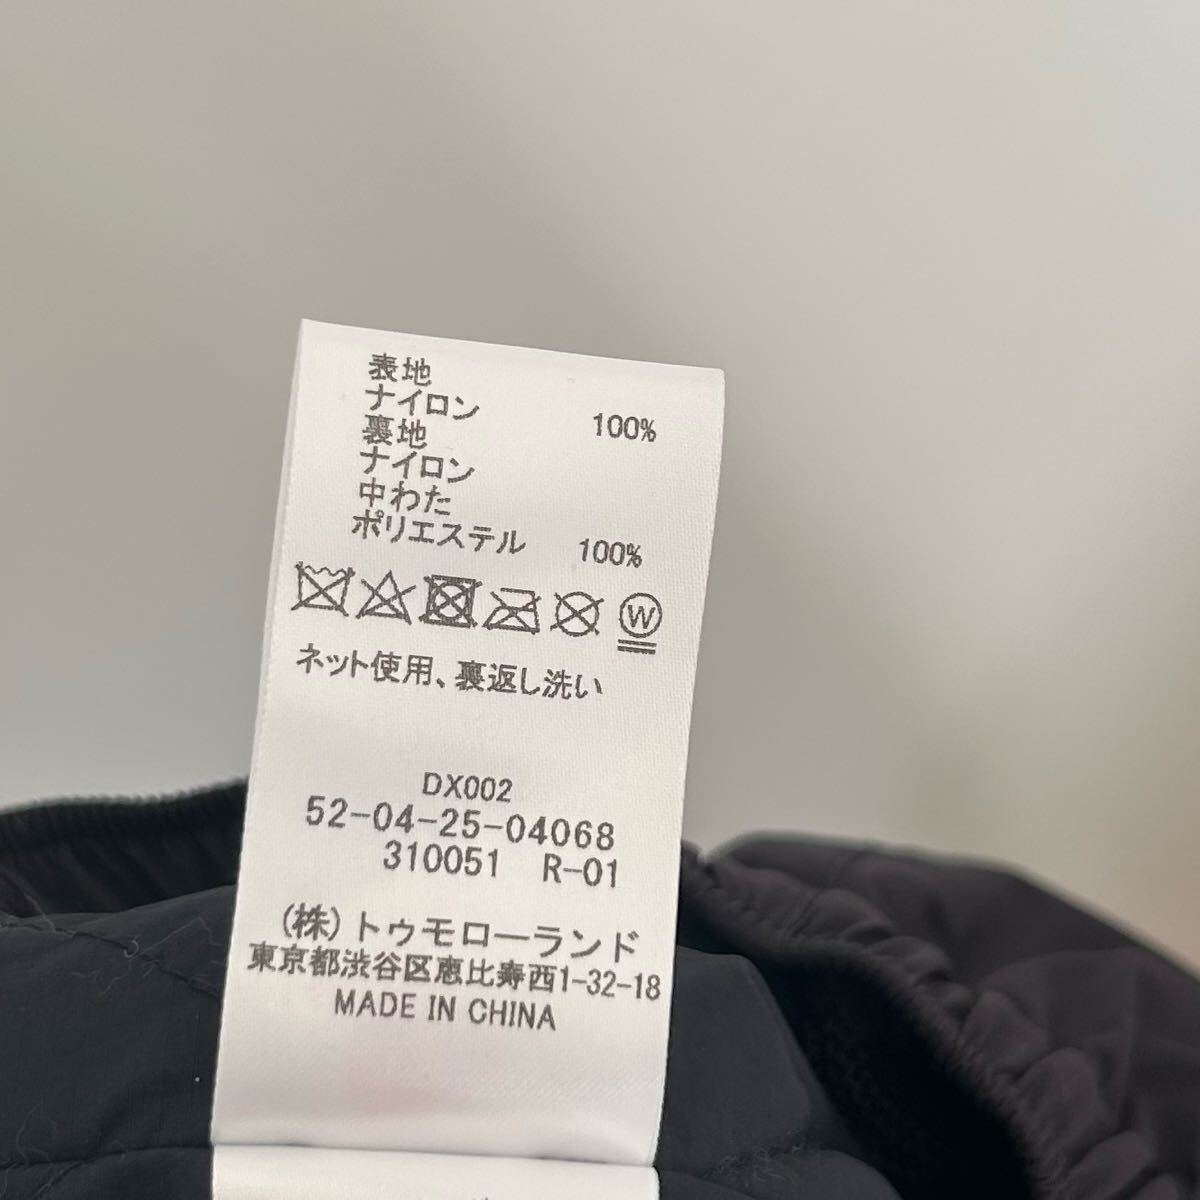 表地
ナイロン 100%
裏地
ナイロン
中わた
ポリエステル 100%
W
ネット使用、裏返し洗い
DX002
52-04-25-04068
310051 R-01
(株)トゥモローランド
東京都渋谷区恵比寿西1-32-18
MADE IN CHINA